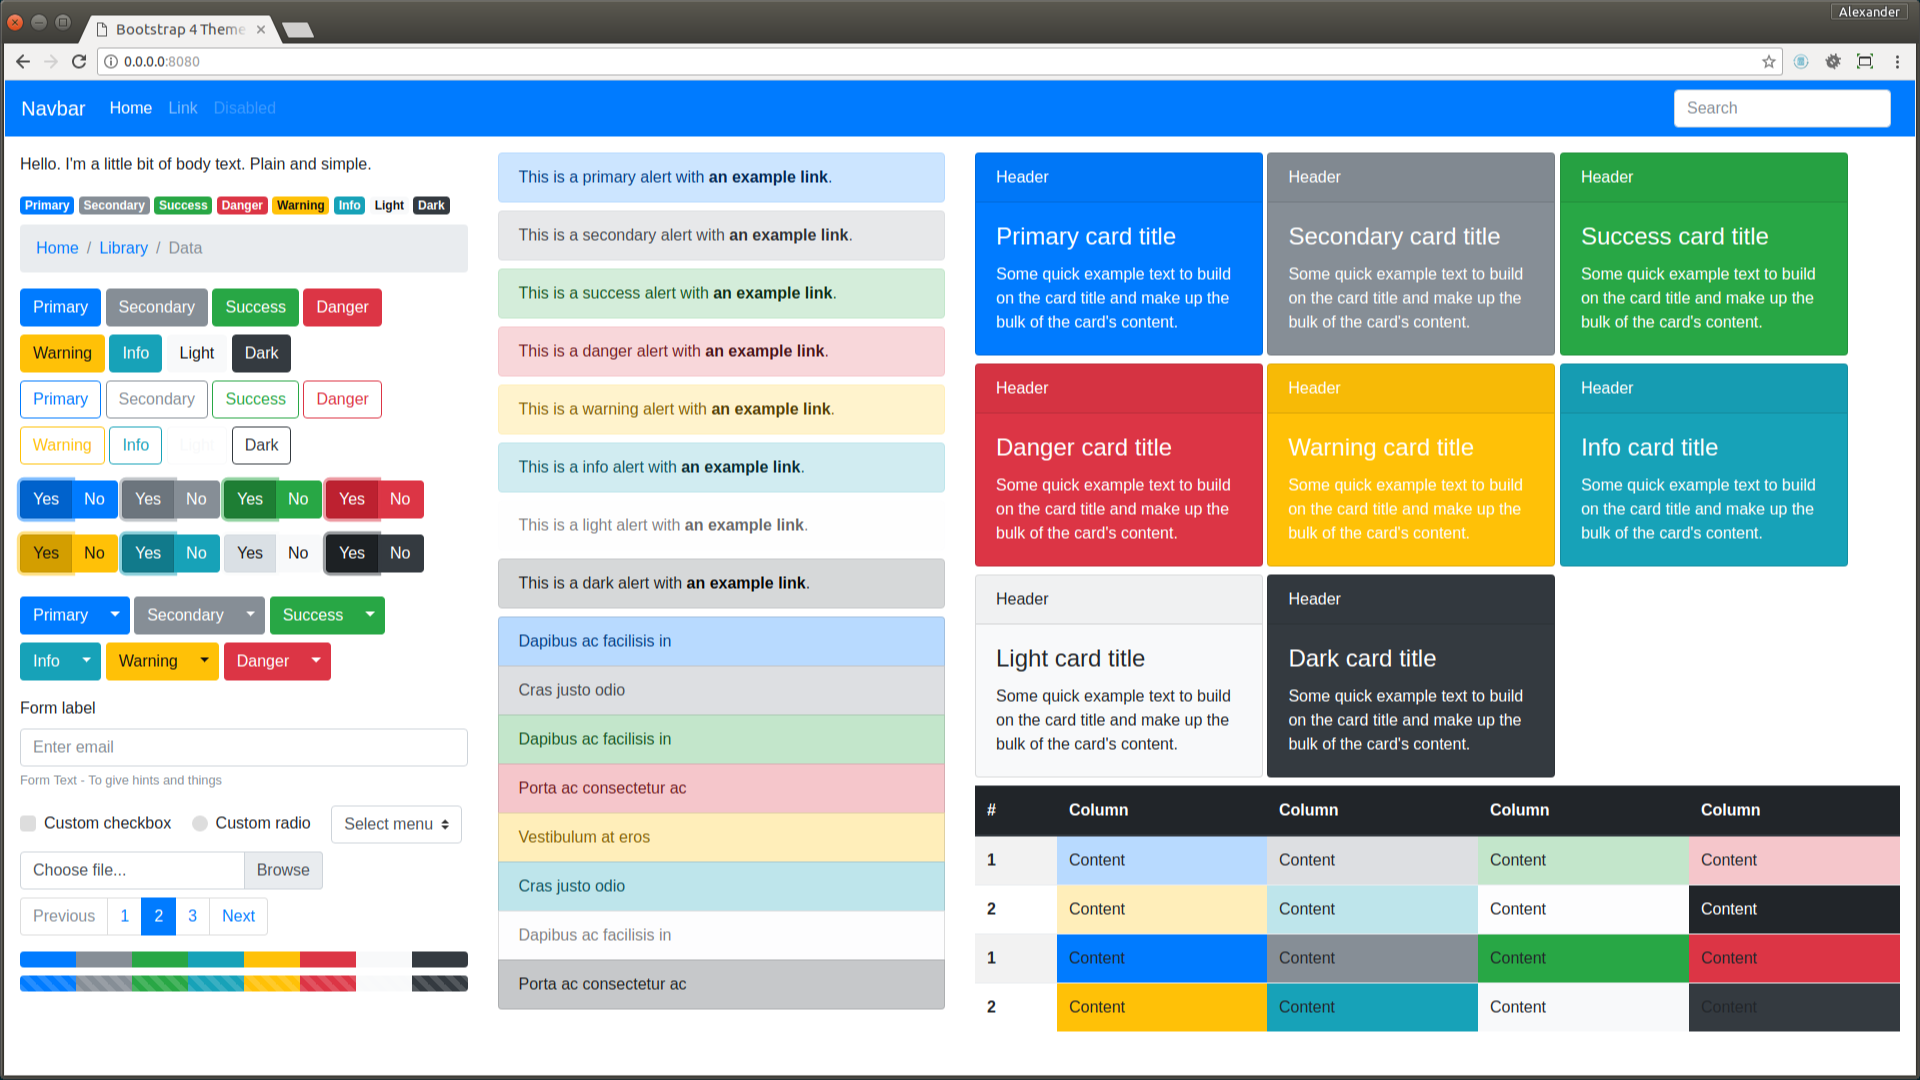 Alexander
Bootstrap 4 Theme
0.0.0.0:8080
Navbar Home Link Disabled Search
Hello. I'm a little bit of body text. Plain and simple.
Primary Secondary Success Danger Warning Info Light Dark
Home / Library / Data
Primary Secondary Success Danger
Warning Info Light Dark
Primary Secondary Success Danger
Warning Info Light Dark
Yes No Yes No Yes No Yes No
Yes No Yes No Yes No Yes No
Primary Secondary Success
Info Warning Danger
Form label
Enter email
Form Text - To give hints and things
Custom checkbox Custom radio Select menu
Choose file... Browse
Previous 1 2 3 Next
This is a primary alert with an example link.
This is a secondary alert with an example link.
This is a success alert with an example link.
This is a danger alert with an example link.
This is a warning alert with an example link.
This is a info alert with an example link.
This is a light alert with an example link.
This is a dark alert with an example link.
Dapibus ac facilisis in
Cras justo odio
Dapibus ac facilisis in
Porta ac consectetur ac
Vestibulum at eros
Cras justo odio
Dapibus ac facilisis in
Porta ac consectetur ac
Header
Primary card title
Some quick example text to build
on the card title and make up the
bulk of the card's content.
Header
Secondary card title
Some quick example text to build
on the card title and make up the
bulk of the card's content.
Header
Success card title
Some quick example text to build
on the card title and make up the
bulk of the card's content.
Header
Danger card title
Some quick example text to build
on the card title and make up the
bulk of the card's content.
Header
Warning card title
Some quick example text to build
on the card title and make up the
bulk of the card's content.
Header
Info card title
Some quick example text to build
on the card title and make up the
bulk of the card's content.
Header
Light card title
Some quick example text to build
on the card title and make up the
bulk of the card's content.
Header
Dark card title
Some quick example text to build
on the card title and make up the
bulk of the card's content.
# Column Column Column Column
1 Content Content Content Content
2 Content Content Content Content
1 Content Content Content Content
2 Content Content Content Content